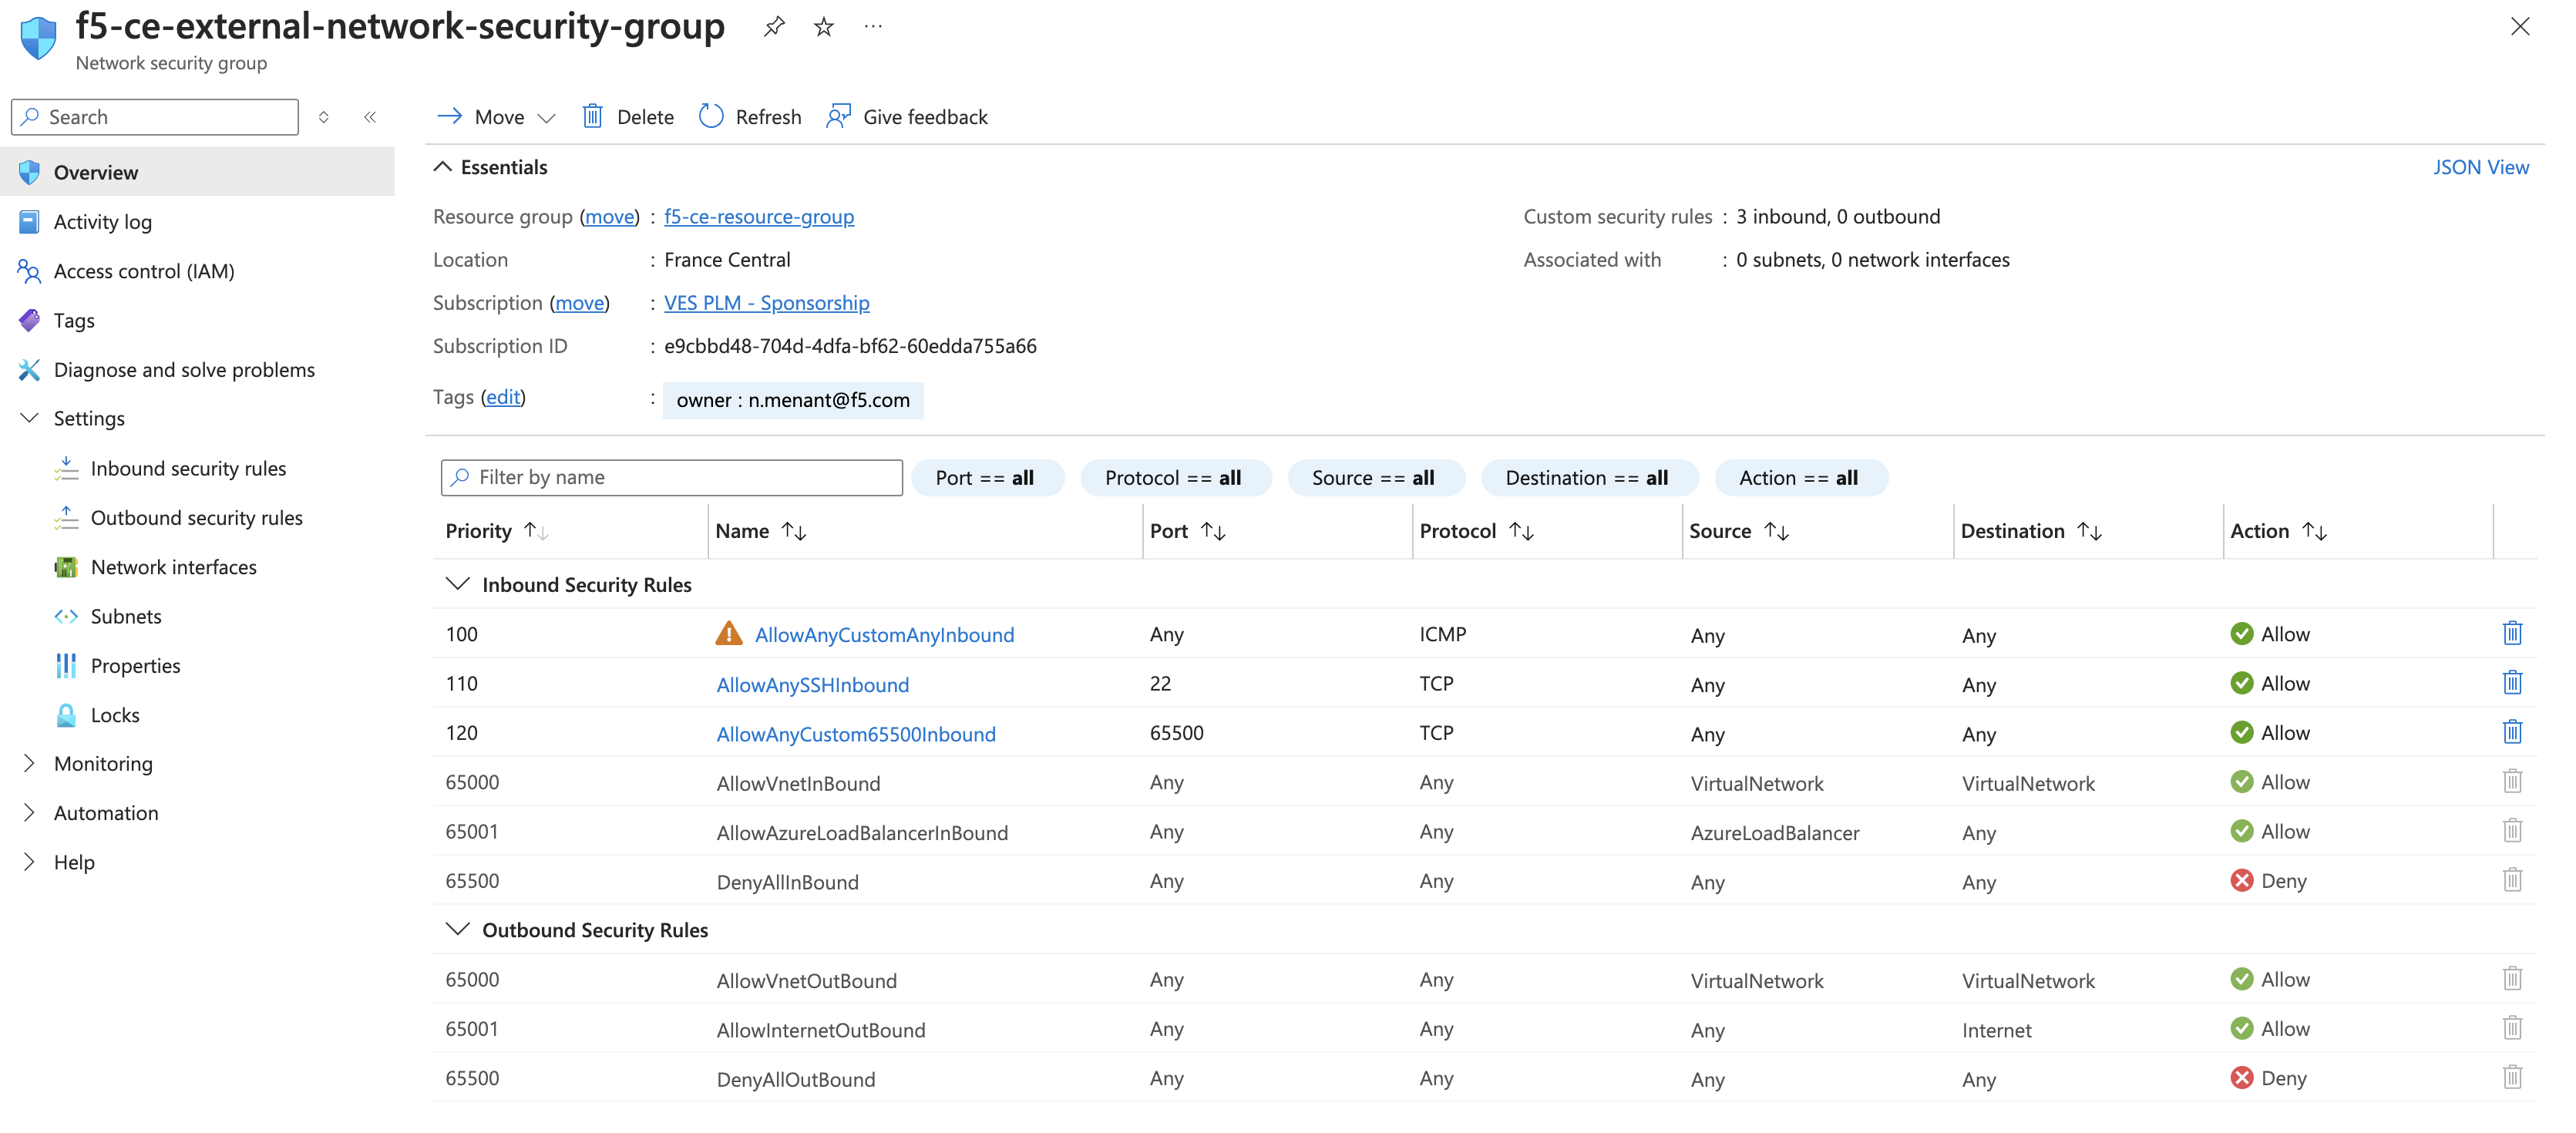 f5-ce-external-network-security-group
Network security group
Search
Move
Delete
Refresh
Give feedback
Overview
Activity log
Access control (IAM)
Tags
Diagnose and solve problems
Settings
Inbound security rules
Outbound security rules
Network interfaces
Subnets
Properties
Locks
Monitoring
Automation
Help
Essentials
JSON View
Resource group (move) : f5-ce-resource-group
Location : France Central
Subscription (move) : VES PLM - Sponsorship
Subscription ID : e9cbbd48-704d-4dfa-bf62-60edda755a66
Tags (edit) : owner : n.menant@f5.com
Custom security rules : 3 inbound, 0 outbound
Associated with : 0 subnets, 0 network interfaces
Filter by name Port == all Protocol == all Source == all Destination == all Action == all
Priority Name Port Protocol Source Destination Action
Inbound Security Rules
100 AllowAnyCustomAnyInbound Any ICMP Any Any Allow
110 AllowAnySSHInbound 22 TCP Any Any Allow
120 AllowAnyCustom65500Inbound 65500 TCP Any Any Allow
65000 AllowVnetInBound Any Any VirtualNetwork VirtualNetwork Allow
65001 AllowAzureLoadBalancerInBound Any Any AzureLoadBalancer Any Allow
65500 DenyAllInBound Any Any Any Any Deny
Outbound Security Rules
65000 AllowVnetOutBound Any Any VirtualNetwork VirtualNetwork Allow
65001 AllowInternetOutBound Any Any Any Internet Allow
65500 DenyAllOutBound Any Any Any Any Deny